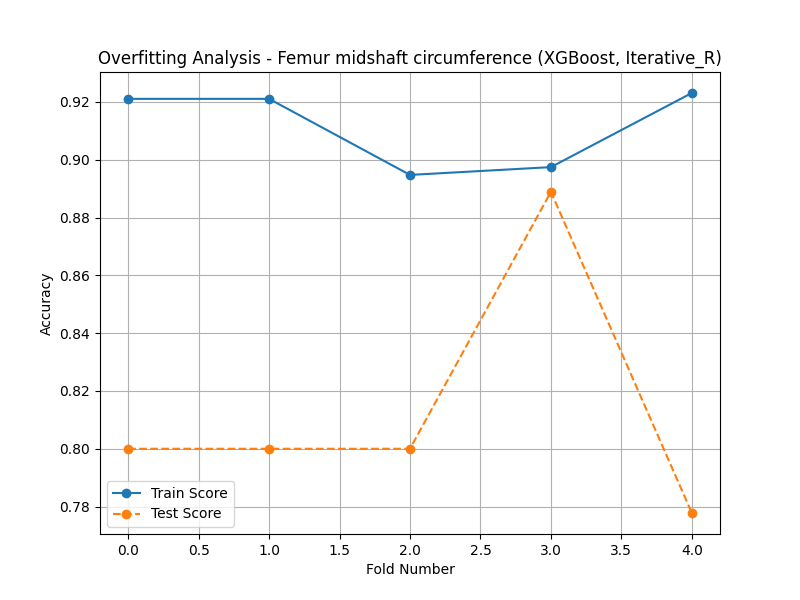 Overfitting Analysis - Femur midshaft circumference (XGBoost, Iterative_R)
Accuracy
0.92
0.90
0.88
0.86
0.84
0.82
0.80
0.78
Train Score
Test Score
0.0 0.5 1.0 1.5 2.0 2.5 3.0 3.5 4.0
Fold Number